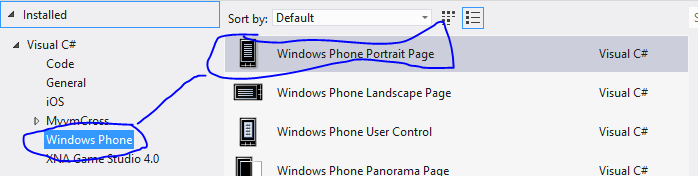 Installed
Sort by: Default
Visual C#
Code
General
iOS
MvvmCross
Windows Phone
XNA Game Studio 4.0
Windows Phone Portrait Page Visual C#
Windows Phone Landscape Page Visual C#
Windows Phone User Control Visual C#
Windows Phone Panorama Page Visual C#